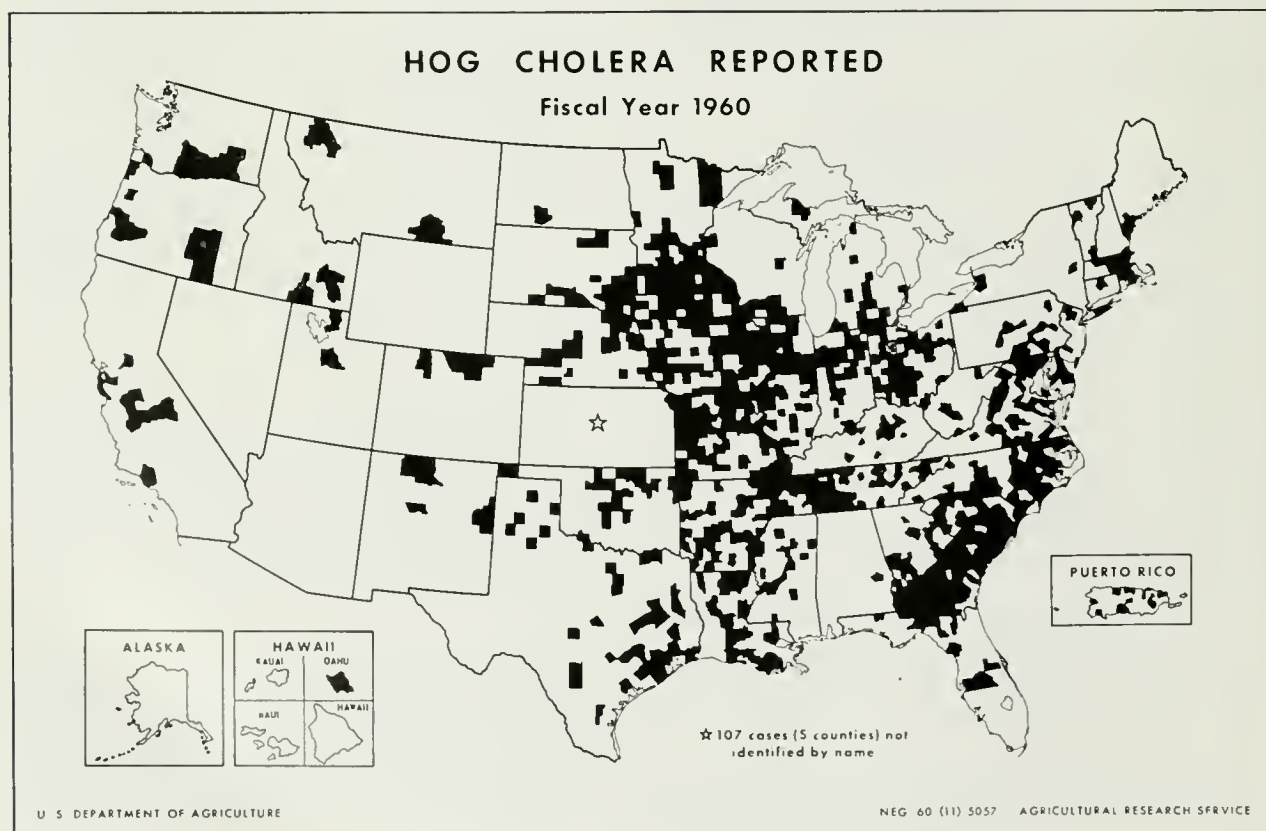 HOG CHOLERA REPORTED
Fiscal Year 1960
PUERTO RICO
ALASKA
HAWAII
KAUAI
OAHU
MAUI
HAWAII
☆107 cases (5 counties) not
identified by name
U S DEPARTMENT OF AGRICULTURE
NEG 60 (11) 5057 AGRICULTURAL RESEARCH SERVICE